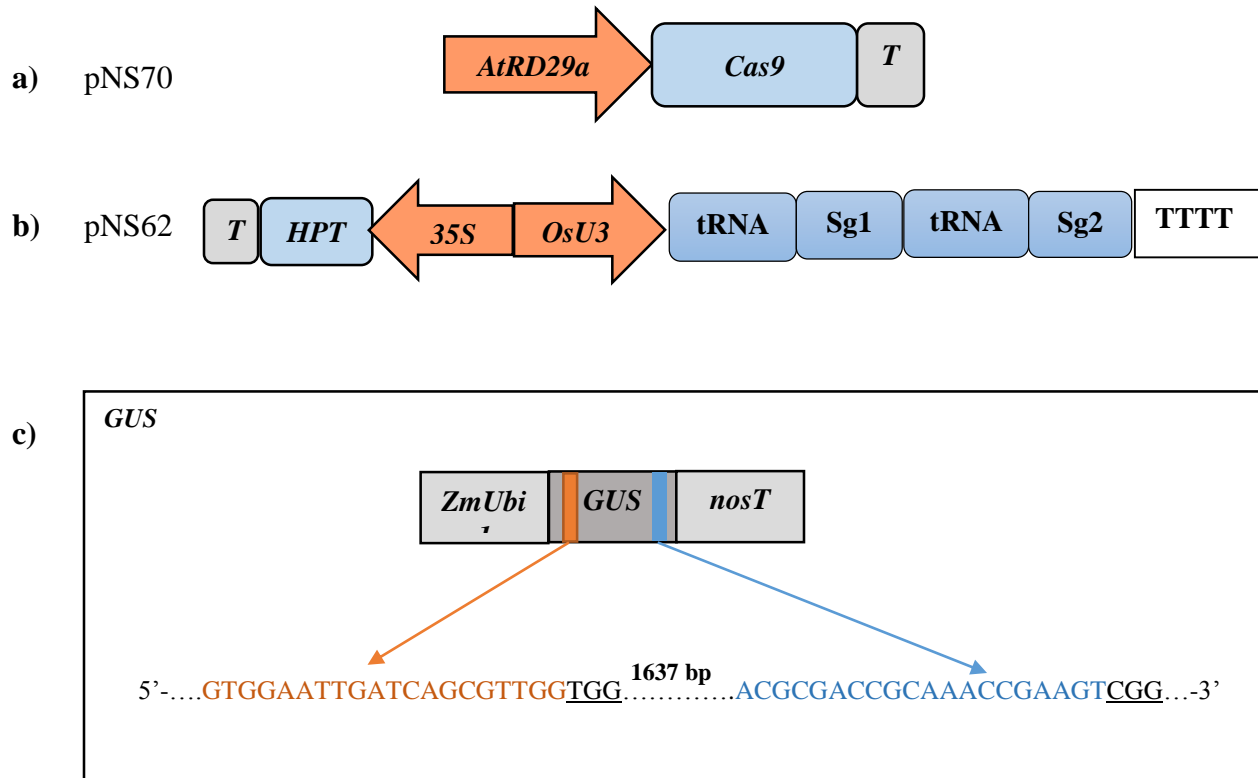 a) pNS70 AtRD29a Cas9 T
b) pNS62 T HPT 35S OsU3 tRNA Sg1 tRNA Sg2 TTTT
c) GUS
ZmUbi GUS nosT
1637 bp
5’-….GTGGAATTGATCAGCGTTGGTGG………….ACGCGACCGCAAACCGAAGTCGG…-3’